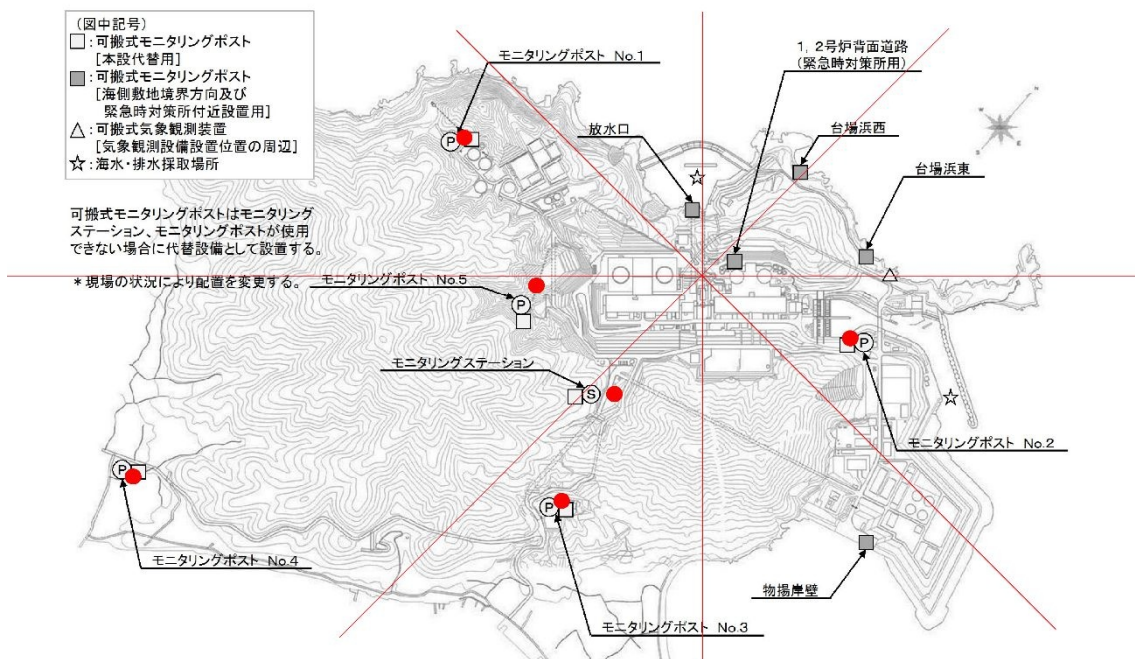 (図中記号)
□:可搬式モニタリングポスト
[本設代替用]
■:可搬式モニタリングポスト
[海側敷地境界方向及び
緊急時対策所付近設置用]
△:可搬式気象観測装置
[気象観測設備設置位置の周辺]
☆:海水・排水採取場所
可搬式モニタリングポストはモニタリング
ステーション、モニタリングポストが使用
できない場合に代替設備として設置する。
*現場の状況により配置を変更する。
モニタリングポスト No.1
1,2号炉背面道路
(緊急時対策所用)
放水口
台場浜西
台場浜東
P
モニタリングポスト No.5
P
モニタリングステーション
S
P
モニタリングポスト No.2
P
モニタリングポスト No.4
P
モニタリングポスト No.3
物揚岸壁